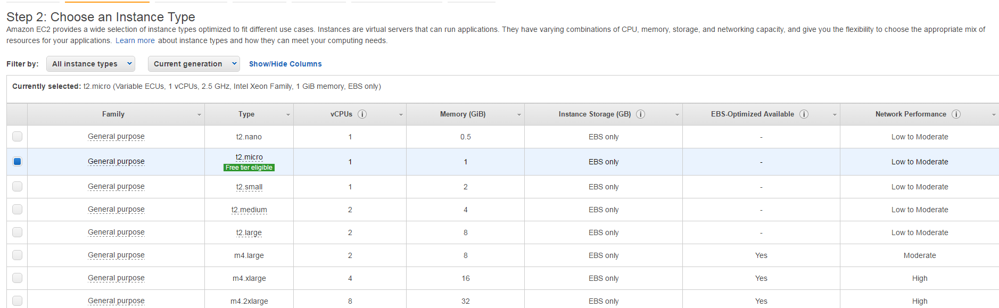 Step 2: Choose an Instance Type
Amazon EC2 provides a wide selection of instance types optimized to fit different use cases. Instances are virtual servers that can run applications. They have varying combinations of CPU, memory, storage, and networking capacity, and give you the flexibility to choose the appropriate mix of
resources for your applications. Learn more about instance types and how they can meet your computing needs.
Filter by: All instance types Current generation Show/Hide Columns
Currently selected: t2.micro (Variable ECUs, 1 vCPUs, 2.5 GHz, Intel Xeon Family, 1 GiB memory, EBS only)
Family Type vCPUs i Memory (GiB) Instance Storage (GB) i EBS-Optimized Available i Network Performance i
General purpose t2.nano 1 0.5 EBS only - Low to Moderate
General purpose t2.micro 1 1 EBS only - Low to Moderate
Free tier eligible
General purpose t2.small 1 2 EBS only - Low to Moderate
General purpose t2.medium 2 4 EBS only - Low to Moderate
General purpose t2.large 2 8 EBS only - Low to Moderate
General purpose m4.large 2 8 EBS only Yes Moderate
General purpose m4.xlarge 4 16 EBS only Yes High
General purpose m4.2xlarge 8 32 EBS only Yes High